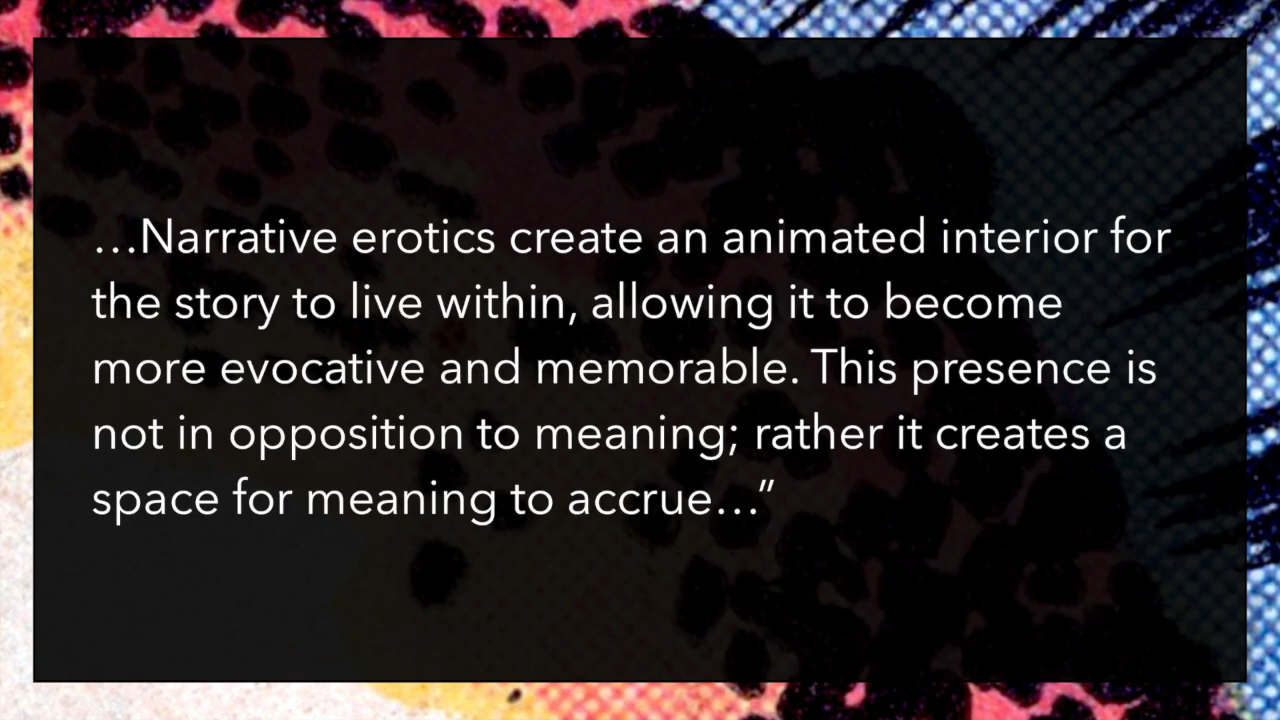 …Narrative erotics create an animated interior for
the story to live within, allowing it to become
more evocative and memorable. This presence is
not in opposition to meaning; rather it creates a
space for meaning to accrue…”